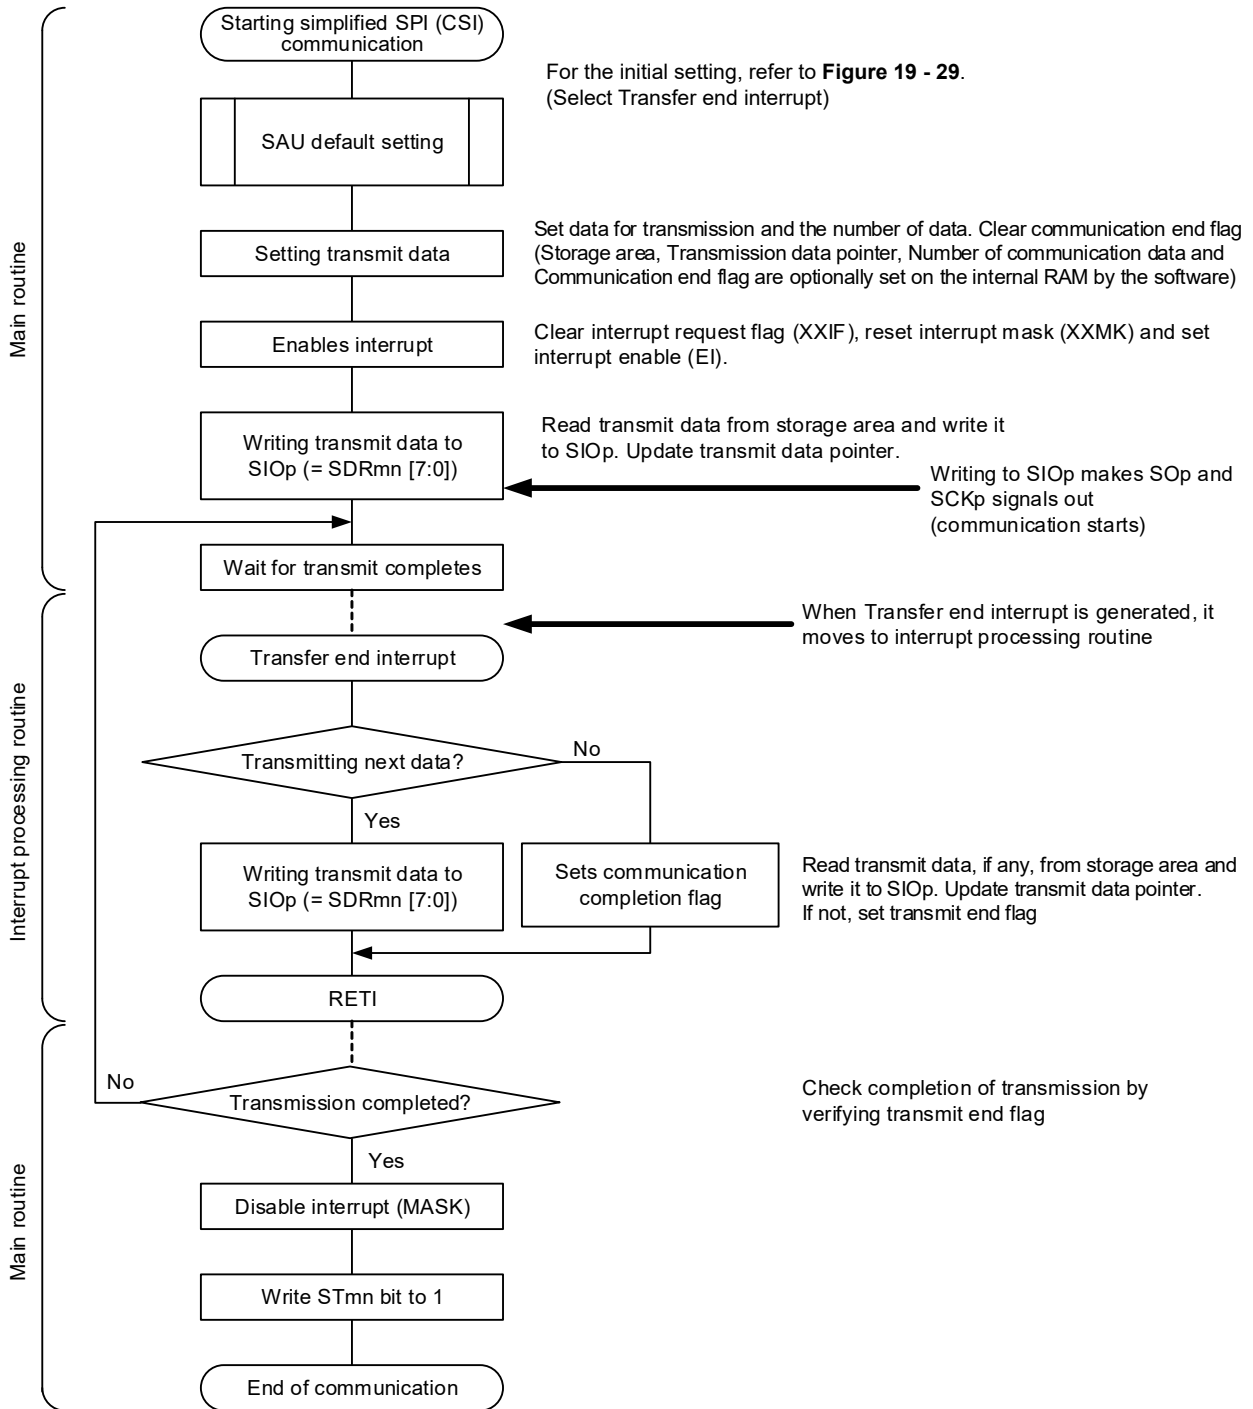 Starting simplified SPI (CSI)
communication
For the initial setting, refer to Figure 19 - 29.
(Select Transfer end interrupt)
SAU default setting
Main routine
Setting transmit data
Set data for transmission and the number of data. Clear communication end flag
(Storage area, Transmission data pointer, Number of communication data and
Communication end flag are optionally set on the internal RAM by the software)
Enables interrupt
Clear interrupt request flag (XXIF), reset interrupt mask (XXMK) and set
interrupt enable (EI).
Writing transmit data to
SIOp (= SDRmn [7:0])
Read transmit data from storage area and write it
to SIOp. Update transmit data pointer.
Writing to SIOp makes SOp and
SCKp signals out
(communication starts)
Wait for transmit completes
When Transfer end interrupt is generated, it
moves to interrupt processing routine
Transfer end interrupt
Interrupt processing routine
Transmitting next data?
No
Yes
Writing transmit data to
SIOp (= SDRmn [7:0])
Sets communication
completion flag
Read transmit data, if any, from storage area and
write it to SIOp. Update transmit data pointer.
If not, set transmit end flag
RETI
No
Transmission completed?
Check completion of transmission by
verifying transmit end flag
Yes
Main routine
Disable interrupt (MASK)
Write STmn bit to 1
End of communication